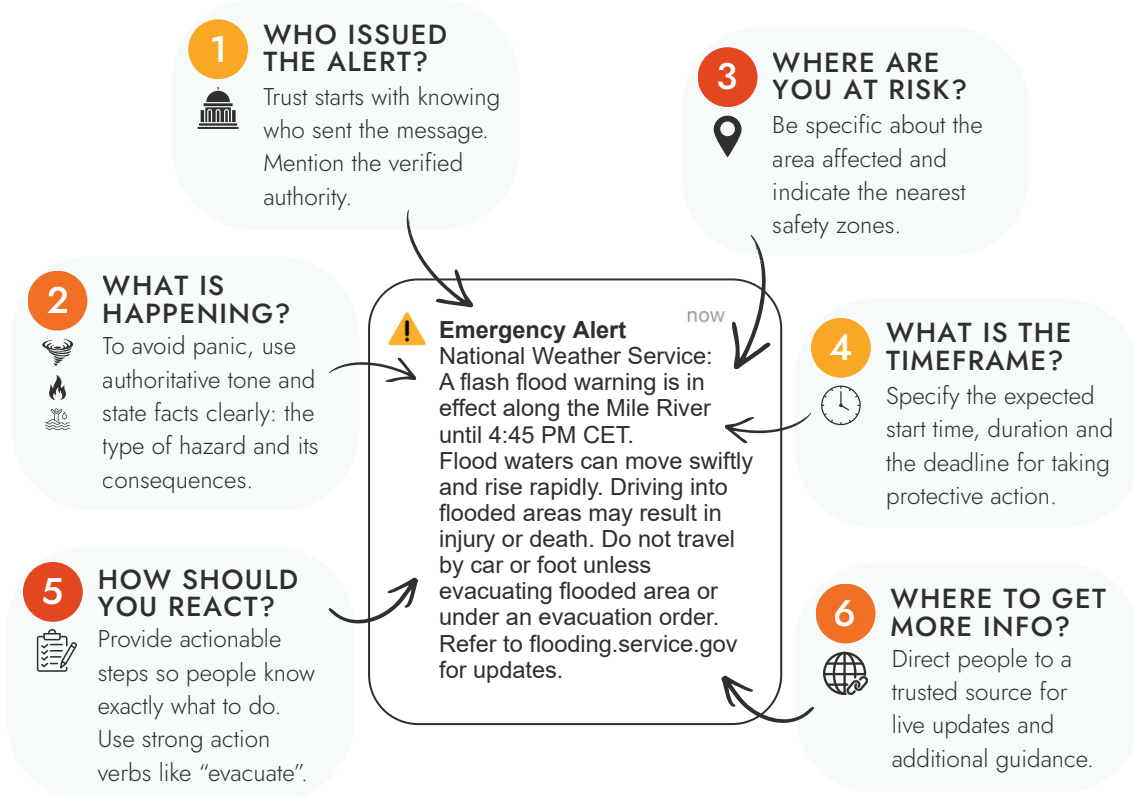 1
WHO ISSUED
THE ALERT?
Trust starts with knowing
who sent the message.
Mention the verified
authority.
2
WHAT IS
HAPPENING?
To avoid panic, use
authoritative tone and
state facts clearly: the
type of hazard and its
consequences.
3
WHERE ARE
YOU AT RISK?
Be specific about the
area affected and
indicate the nearest
safety zones.
now
Emergency Alert
National Weather Service:
A flash flood warning is in
effect along the Mile River
until 4:45 PM CET.
Flood waters can move swiftly
and rise rapidly. Driving into
flooded areas may result in
injury or death. Do not travel
by car or foot unless
evacuating flooded area or
under an evacuation order.
Refer to flooding.service.gov
for updates.
4
WHAT IS THE
TIMEFRAME?
Specify the expected
start time, duration and
the deadline for taking
protective action.
5
HOW SHOULD
YOU REACT?
Provide actionable
steps so people know
exactly what to do.
Use strong action
verbs like “evacuate”.
6
WHERE TO GET
MORE INFO?
Direct people to a
trusted source for
live updates and
additional guidance.